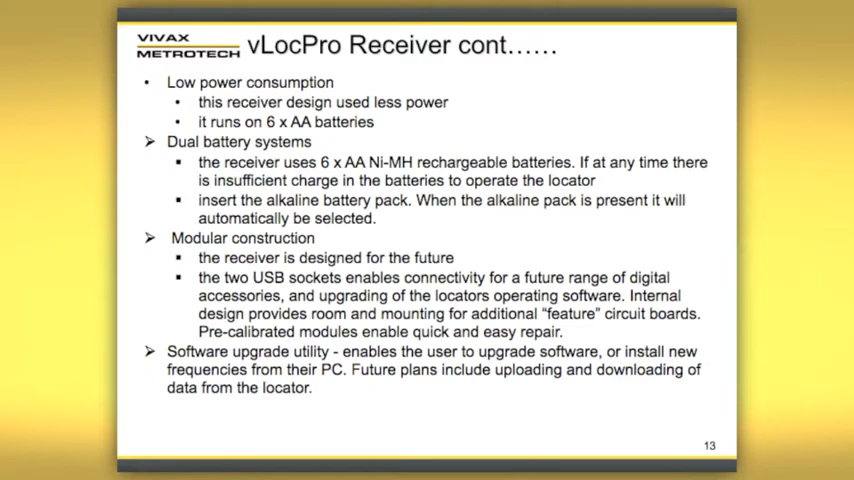 VIVAX
METROTECH
vLocPro Receiver cont……
• Low power consumption
• this receiver design used less power
• it runs on 6 x AA batteries
➢ Dual battery systems
▪ the receiver uses 6 x AA Ni-MH rechargeable batteries. If at any time there
is insufficient charge in the batteries to operate the locator
▪ insert the alkaline battery pack. When the alkaline pack is present it will
automatically be selected.
➢ Modular construction
▪ the receiver is designed for the future
▪ the two USB sockets enables connectivity for a future range of digital
accessories, and upgrading of the locators operating software. Internal
design provides room and mounting for additional “feature” circuit boards.
Pre-calibrated modules enable quick and easy repair.
➢ Software upgrade utility - enables the user to upgrade software, or install new
frequencies from their PC. Future plans include uploading and downloading of
data from the locator.
13